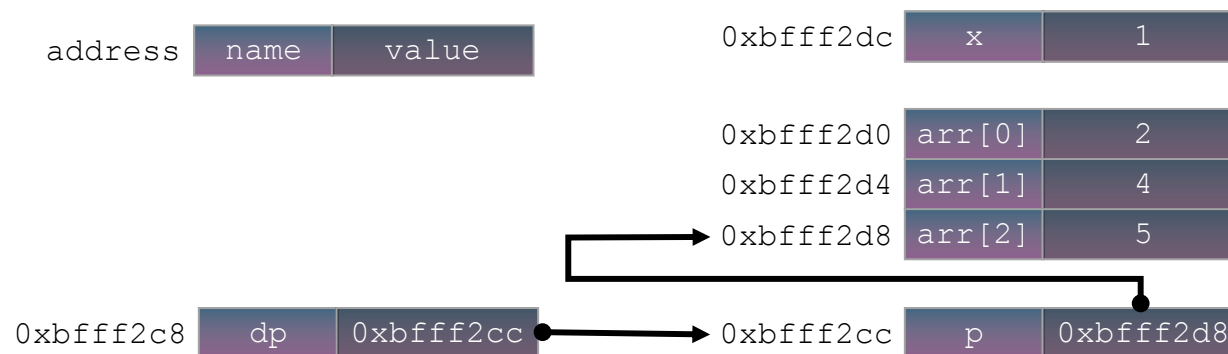 address name value
0xbfff2dc x 1
0xbfff2d0 arr[0] 2
0xbfff2d4 arr[1] 4
0xbfff2d8 arr[2] 5
0xbfff2c8 dp 0xbfff2cc
0xbfff2cc p 0xbfff2d8